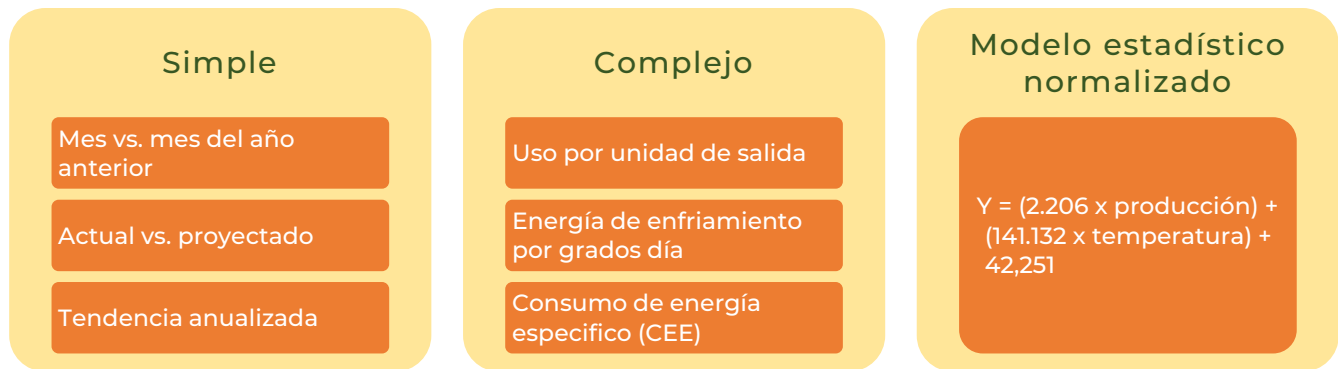 Simple
Mes vs. mes del año
anterior
Actual vs. proyectado
Tendencia anualizada
Complejo
Uso por unidad de salida
Energía de enfriamiento
por grados día
Consumo de energía
especifico (CEE)
Modelo estadístico
normalizado
Y = (2.206 x producción) +
(141.132 x temperatura) +
42,251